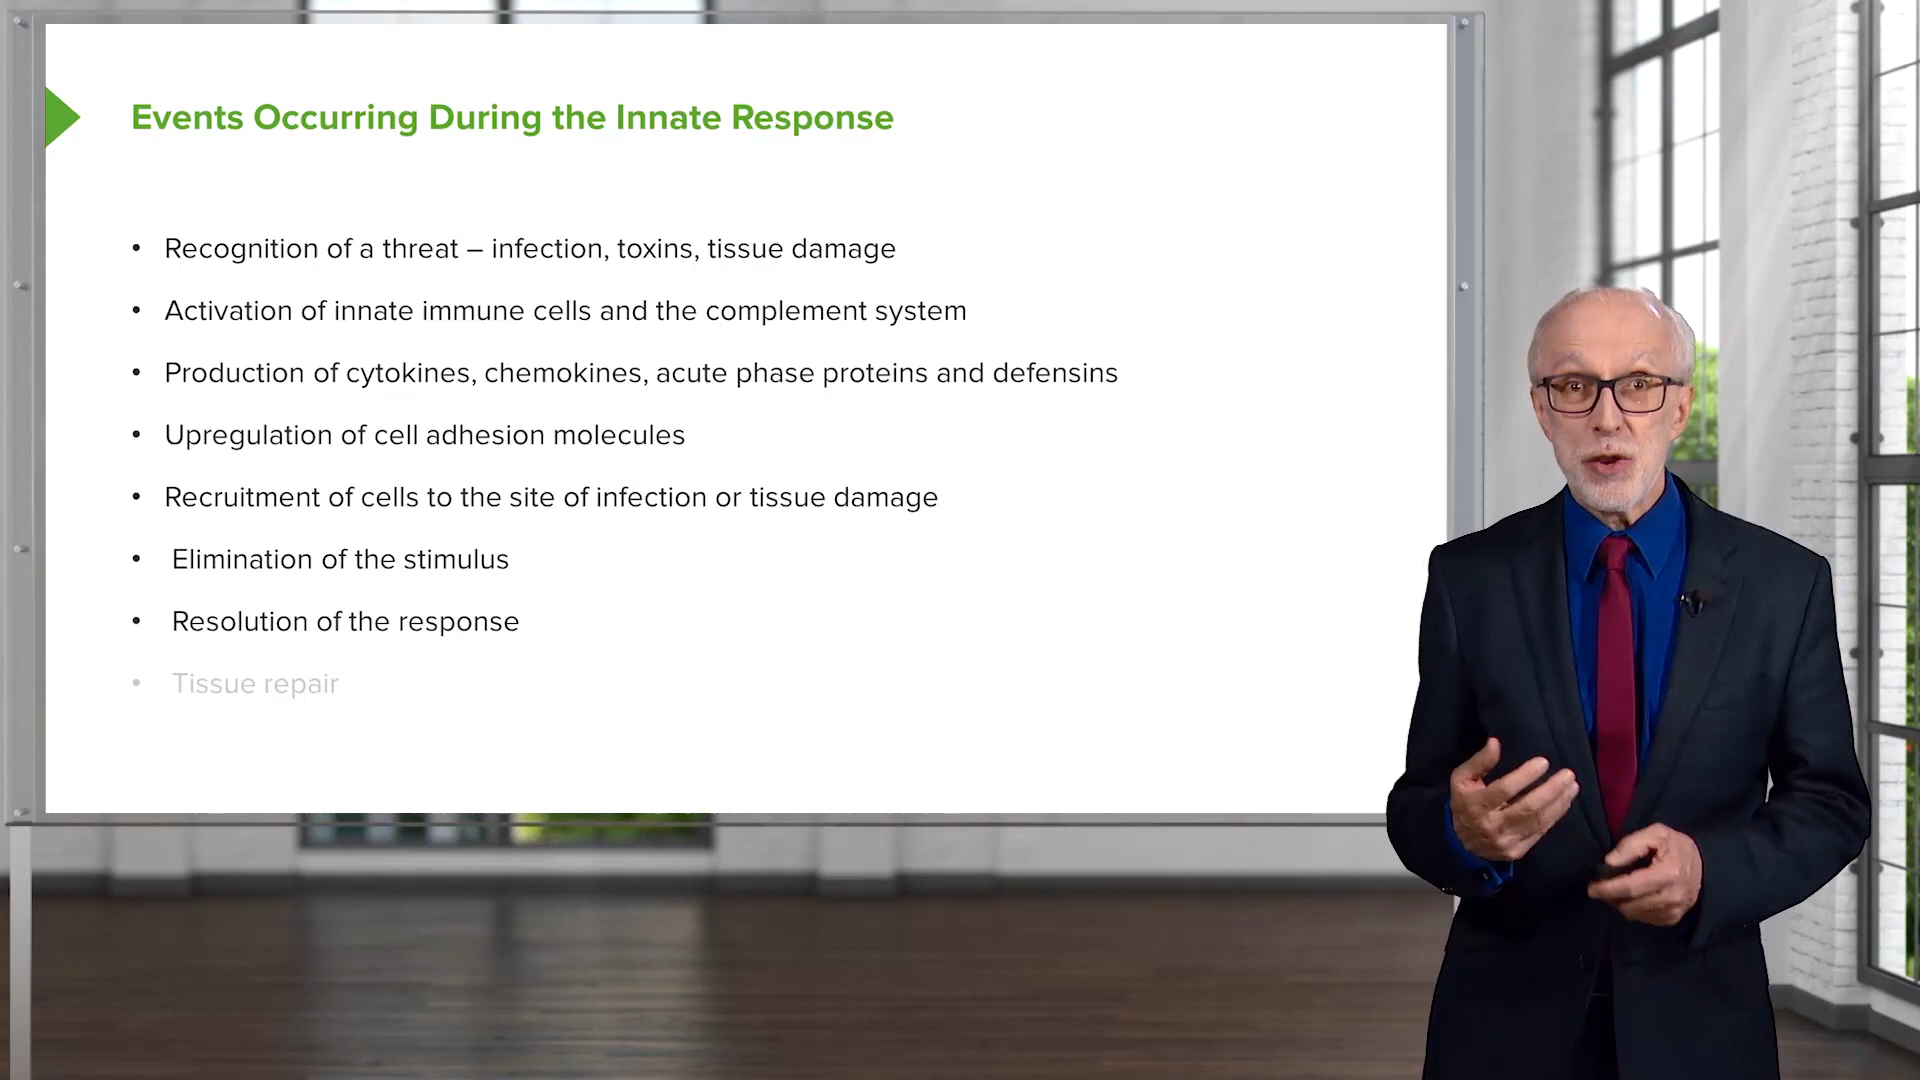 Events Occurring During the Innate Response
• Recognition of a threat – infection, toxins, tissue damage
• Activation of innate immune cells and the complement system
• Production of cytokines, chemokines, acute phase proteins and defensins
• Upregulation of cell adhesion molecules
• Recruitment of cells to the site of infection or tissue damage
• Elimination of the stimulus
• Resolution of the response
• Tissue repair